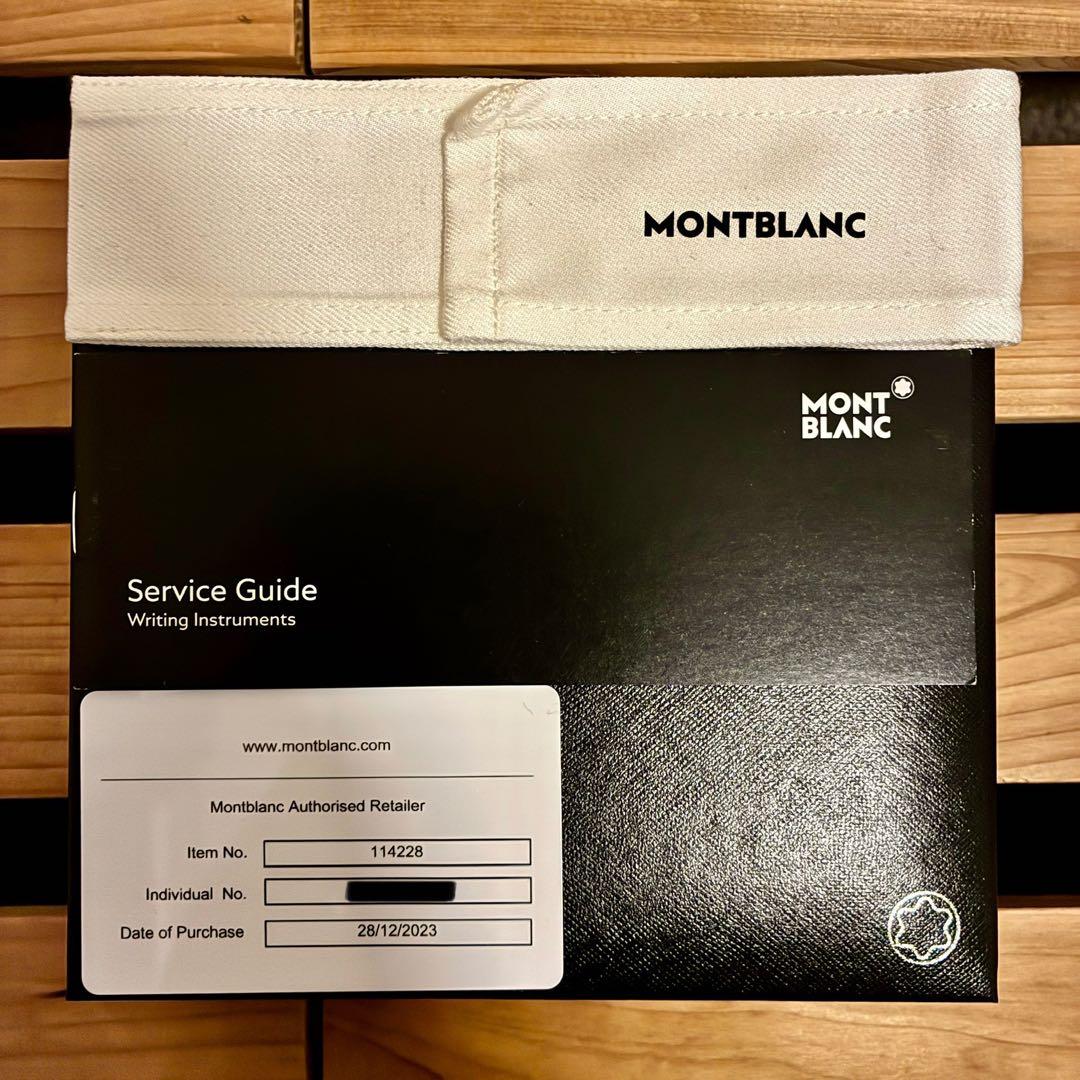 MONTBLANC
MONT
BLANC
Service Guide
Writing Instruments
www.montblanc.com
Montblanc Authorised Retailer
Item No. 114228
Individual No.
Date of Purchase 28/12/2023